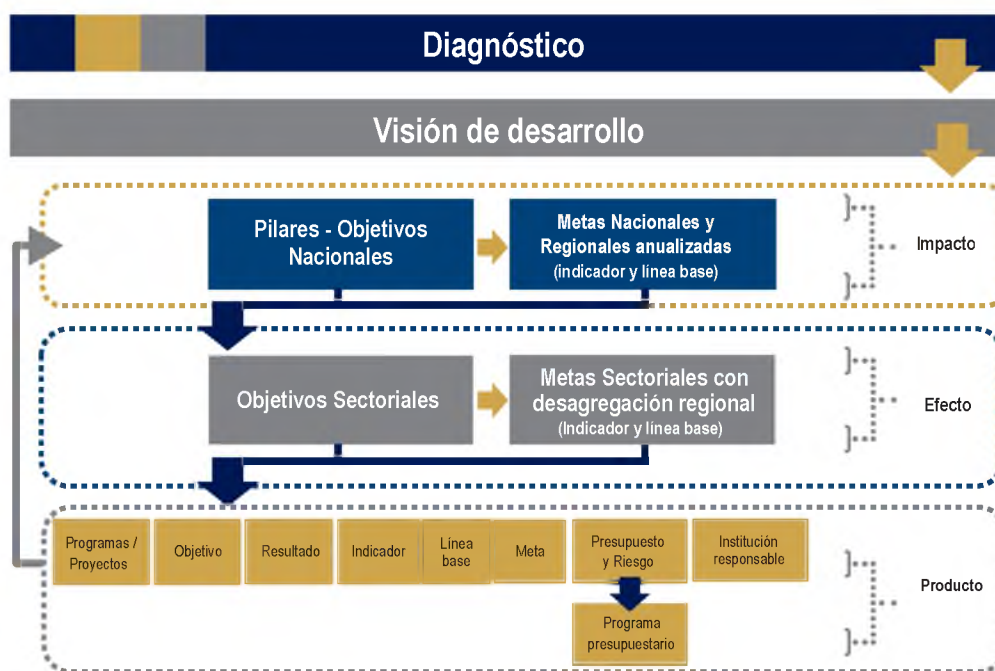 Diagnóstico
Visión de desarrollo
Pilares - Objetivos
Nacionales
Metas Nacionales y
Regionales anualizadas
(indicador y línea base)
Impacto
Objetivos Sectoriales
Metas Sectoriales con
desagregación regional
(Indicador y línea base)
Efecto
Programas /
Proyectos
Objetivo
Resultado
Indicador
Línea
base
Meta
Presupuesto
y Riesgo
Institución
responsable
Programa
presupuestario
Producto